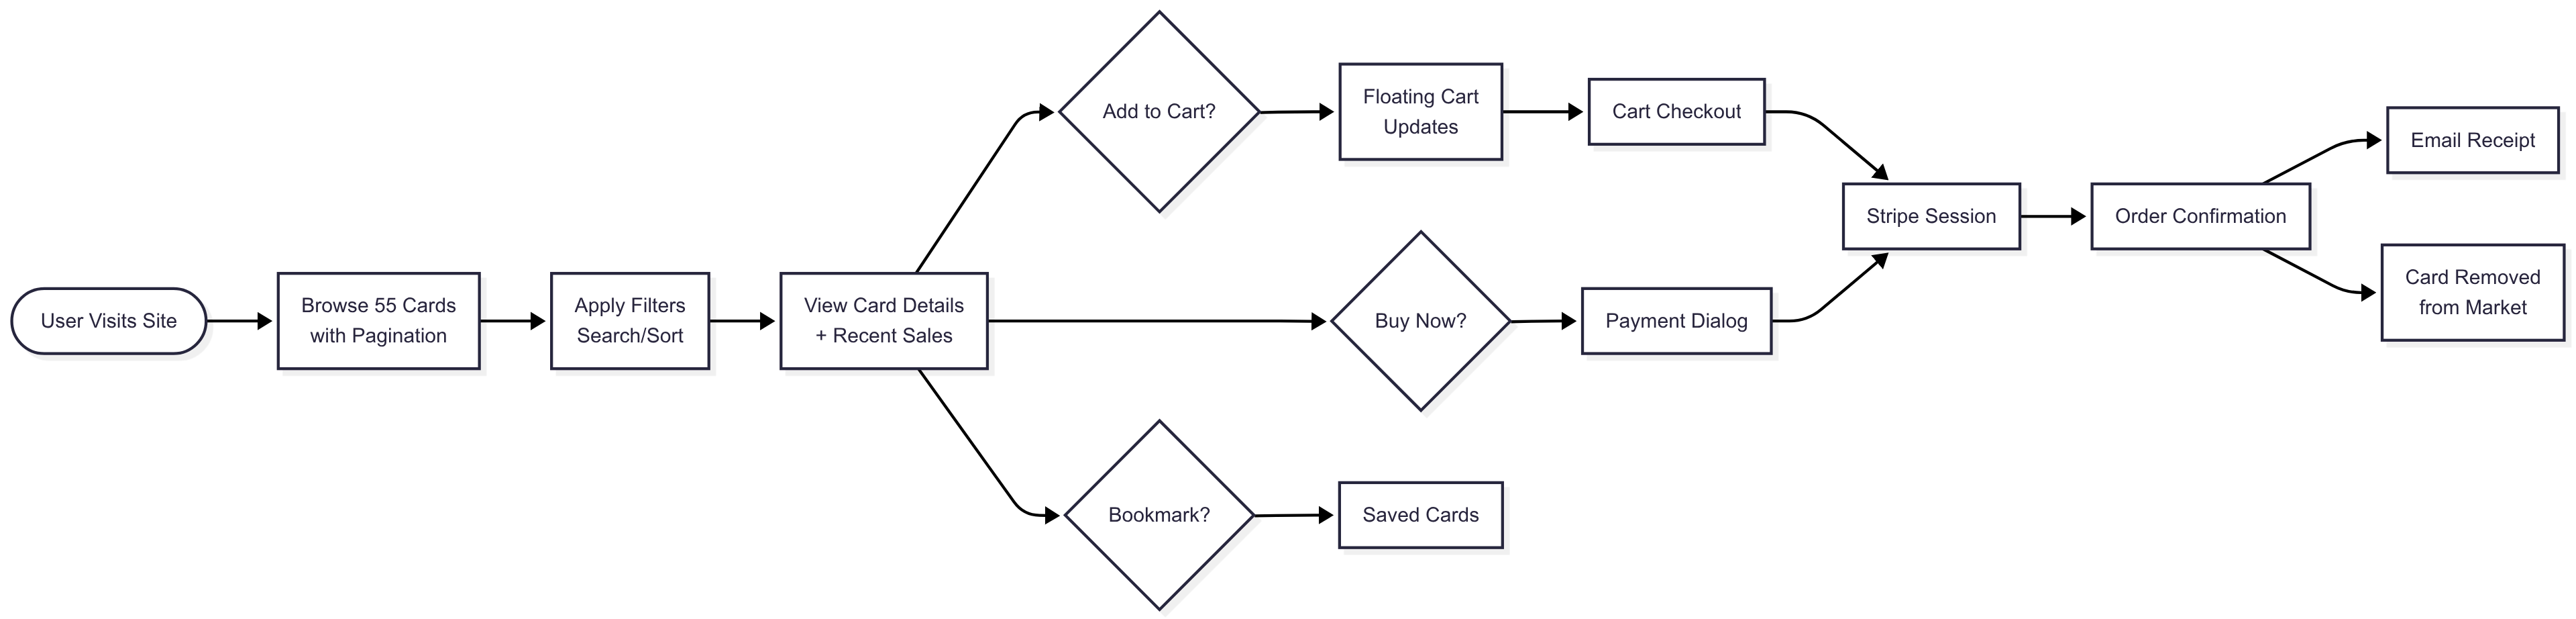 User Visits Site
Browse 55 Cards
with Pagination
Apply Filters
Search/Sort
View Card Details
+ Recent Sales
Add to Cart?
Floating Cart
Updates
Cart Checkout
Buy Now?
Payment Dialog
Bookmark?
Saved Cards
Stripe Session
Order Confirmation
Email Receipt
Card Removed
from Market